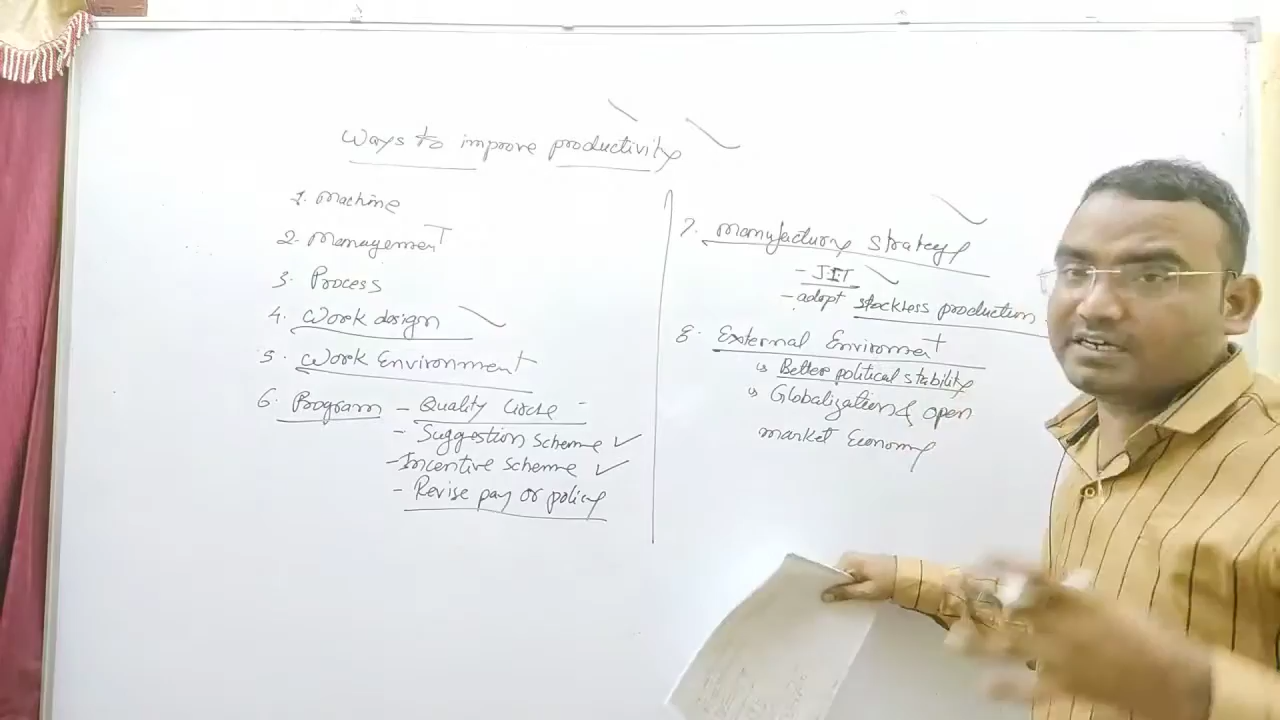 Ways to improve productivity
1. Machine
2. Management
3. Process
4. Work design
5. Work Environment
6. Program - Quality Circle -
- Suggestion Scheme ✓
- Incentive Scheme ✓
- Revise pay or policy
7. Manufacturing strategy
- JIT
- adopt stockless production
8. External Enviroment
↳ Better political stability
↳ Globalization & open
market Economy